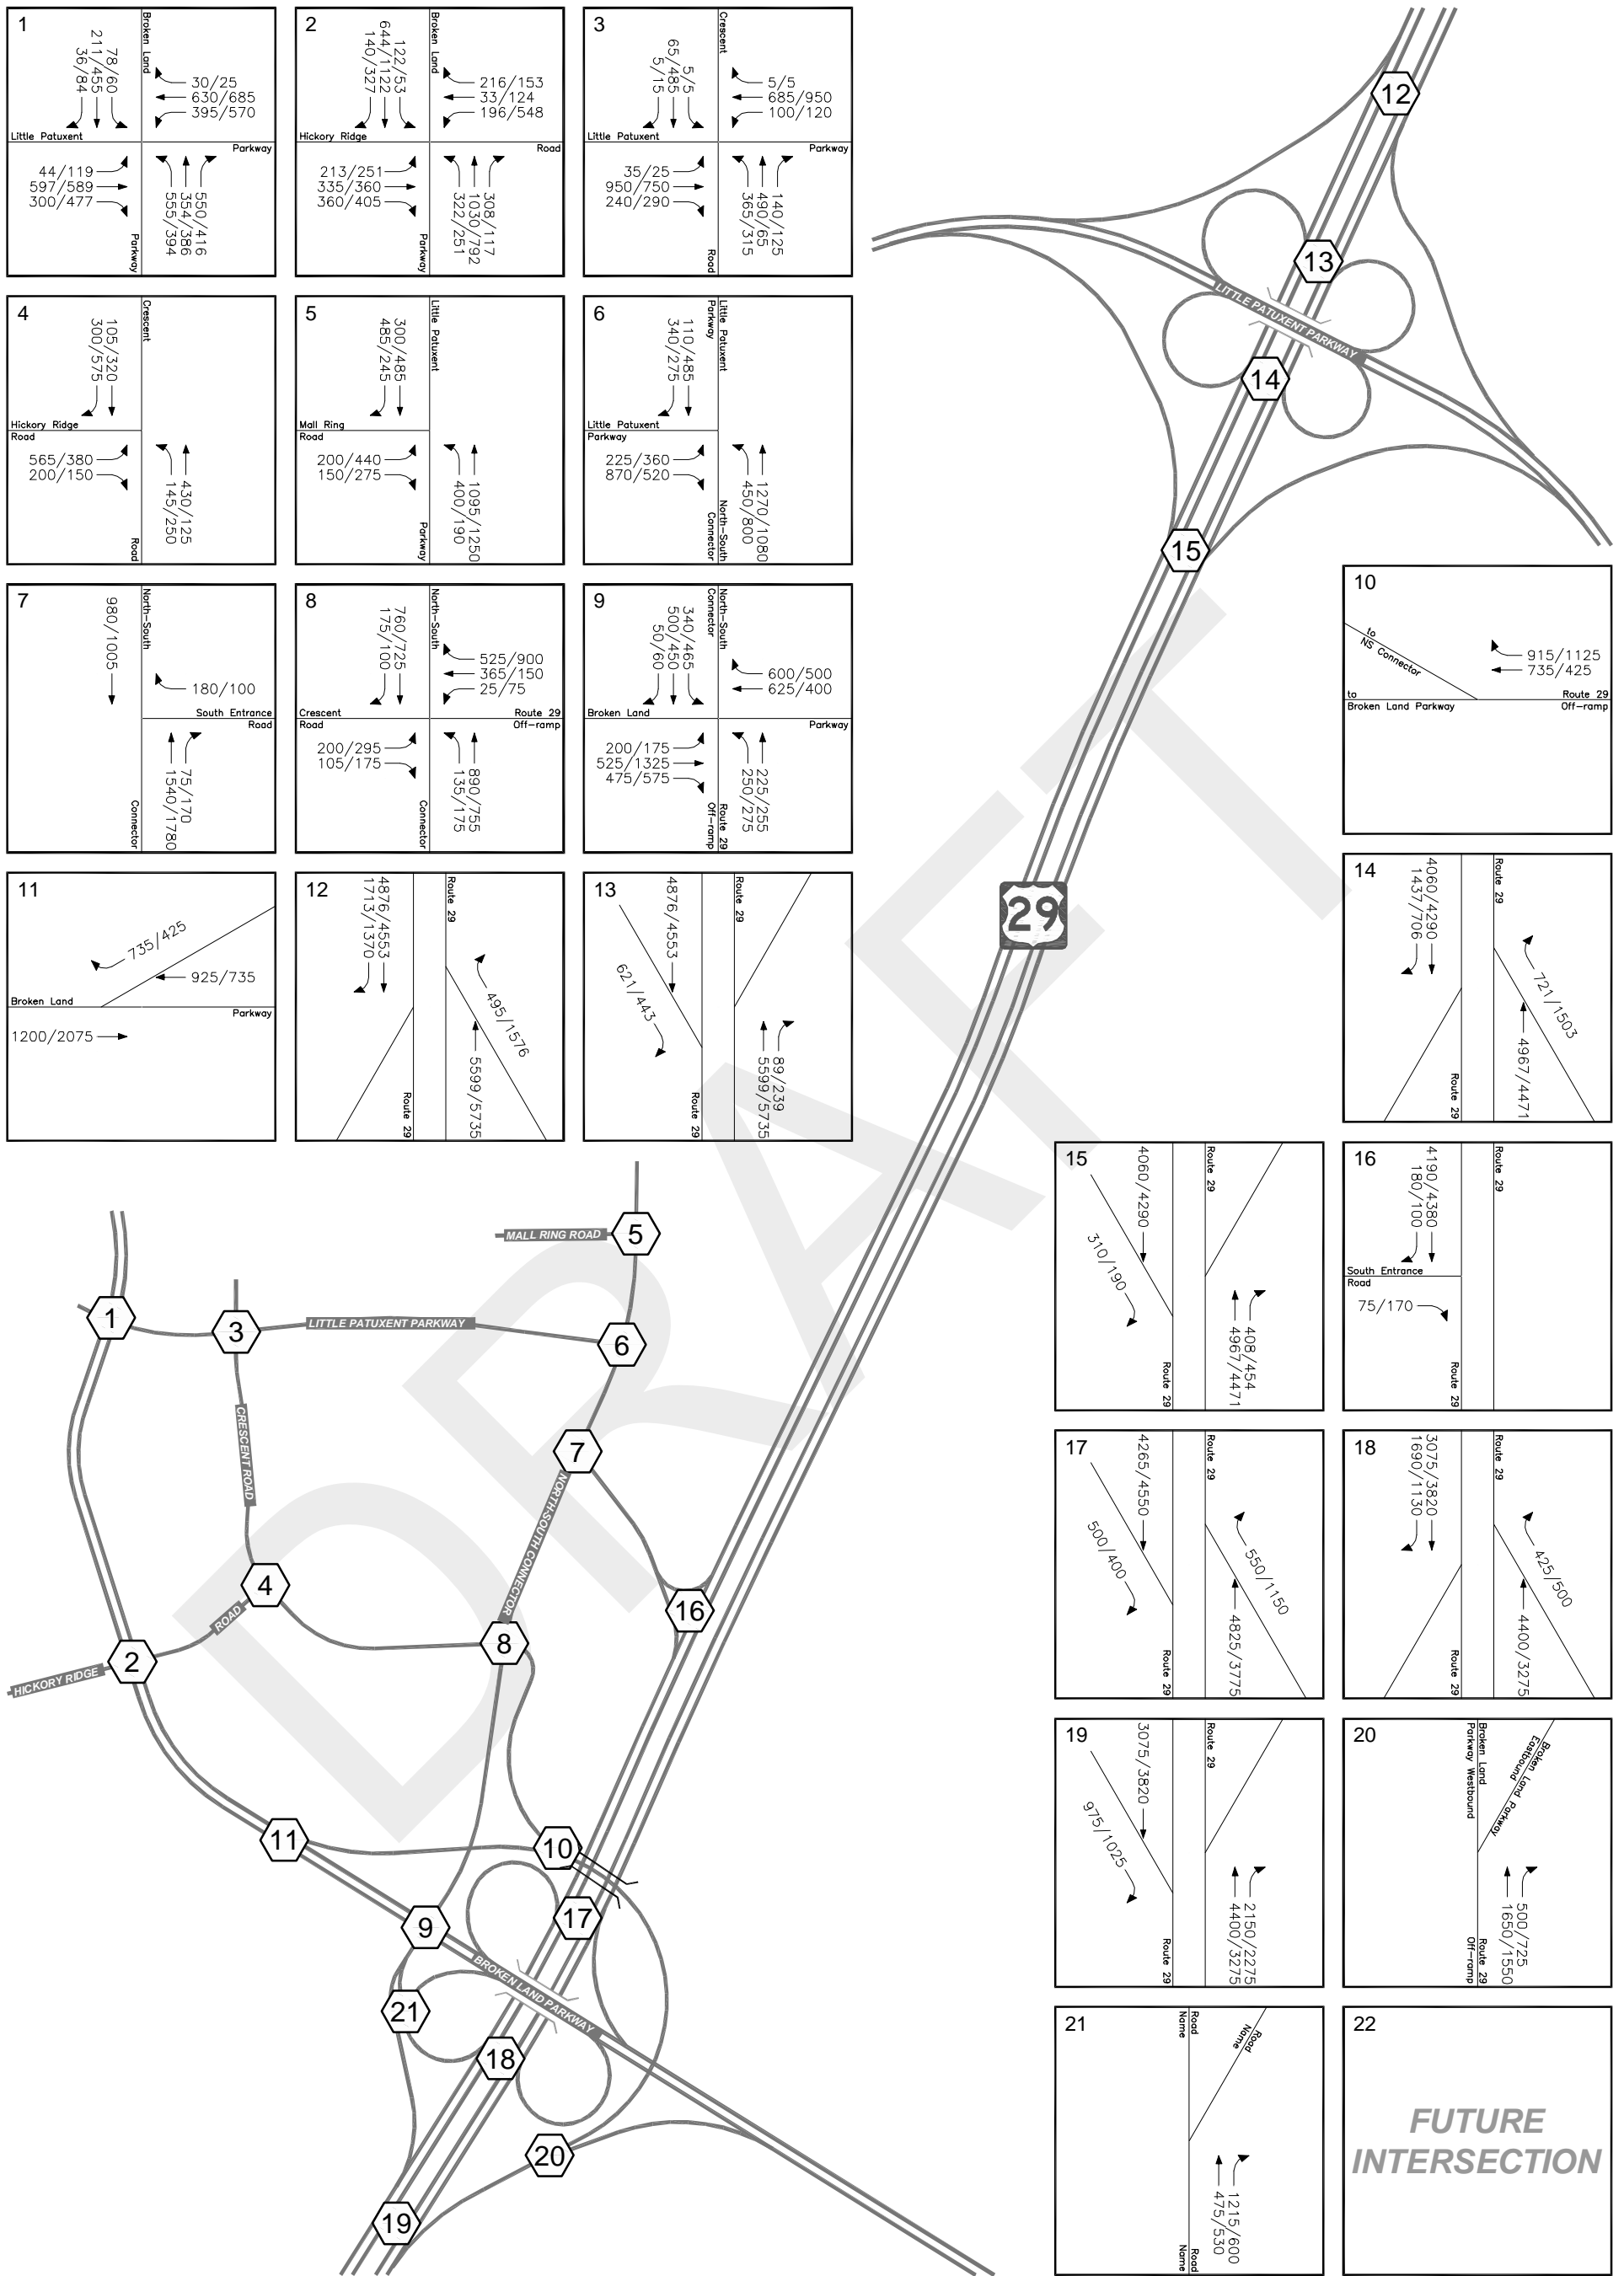 1
Broken Land
78/60
211/455
36/84
30/25
630/685
395/570
Little Patuxent
Parkway
44/119
597/589
300/477
550/416
354/386
555/394
Parkway
2
Broken Land
122/53
644/1122
140/327
216/153
33/124
196/548
Hickory Ridge
Road
213/251
335/360
360/405
308/117
1030/792
322/251
Parkway
3
Crescent
5/5
65/485
5/15
5/5
685/950
100/120
Little Patuxent
Parkway
35/25
950/750
240/290
140/125
490/65
365/315
Road
4
Crescent
105/320
300/575
Hickory Ridge
Road
565/380
200/150
430/125
145/250
Road
5
Little Patuxent
300/485
485/245
Mall Ring
Road
200/440
150/275
1095/1250
400/190
Parkway
6
Little Patuxent
Parkway
110/485
340/275
Little Patuxent
Parkway
225/360
870/520
1270/1080
450/800
North-South
Connector
7
North-South
980/1005
180/100
South Entrance
Road
75/170
1540/1780
Connector
8
North-South
760/725
175/100
525/900
365/150
25/75
Crescent
Road
Route 29
Off-ramp
200/295
105/175
890/755
135/175
Connector
9
North-South
Connector
340/465
500/450
50/60
600/500
625/400
Broken Land
Parkway
200/175
525/1325
475/575
225/255
250/275
Route 29
Off-ramp
10
to
NS Connector
915/1125
735/425
to
Broken Land Parkway
Route 29
Off-ramp
11
735/425
925/735
Broken Land
Parkway
1200/2075
12
4876/4553
1713/1370
Route 29
495/1576
5599/5735
Route 29
13
4876/4553
Route 29
621/443
89/239
5599/5735
Route 29
14
4060/4290
1437/706
Route 29
721/1503
4967/4471
Route 29
15
4060/4290
Route 29
310/190
408/454
4967/4471
Route 29
16
4190/4380
180/100
Route 29
South Entrance
Road
75/170
Route 29
17
4265/4550
Route 29
500/400
550/1150
4825/3775
Route 29
18
3075/3820
1690/1130
Route 29
425/500
4400/3275
Route 29
19
3075/3820
Route 29
975/1025
2150/2275
4400/3275
Route 29
20
Broken Land
Parkway Westbound
Broken Land Parkway
Eastbound
500/725
1650/1550
Route 29
Off-ramp
21
Road
Name
Road
Name
1215/600
475/530
Road
Name
22
FUTURE
INTERSECTION
12
13
LITTLE PATUXENT PARKWAY
14
15
29
MALL RING ROAD
5
1
3
LITTLE PATUXENT PARKWAY
6
CRESCENT ROAD
7
NORTH-SOUTH CONNECTOR
4
ROAD
16
2
8
HICKORY RIDGE
11
10
9
17
BROKEN LAND PARKWAY
21
18
20
19
DRAFT